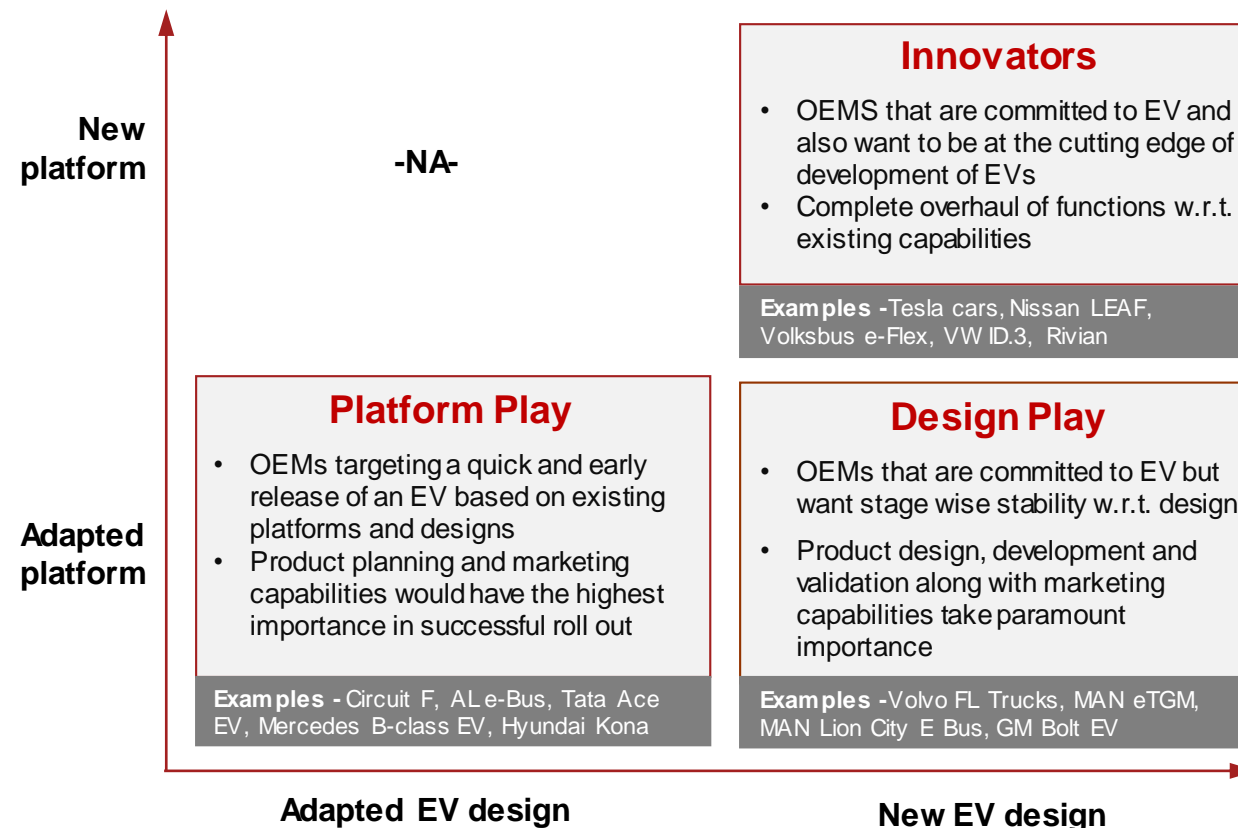 New
platform
-NA-
Innovators
• OEMS that are committed to EV and
also want to be at the cutting edge of
development of EVs
• Complete overhaul of functions w.r.t.
existing capabilities
Examples -Tesla cars, Nissan LEAF,
Volksbus e-Flex, VW ID.3, Rivian
Adapted
platform
Platform Play
• OEMs targeting a quick and early
release of an EV based on existing
platforms and designs
• Product planning and marketing
capabilities would have the highest
importance in successful roll out
Examples - Circuit F, AL e-Bus, Tata Ace
EV, Mercedes B-class EV, Hyundai Kona
Design Play
• OEMs that are committed to EV but
want stage wise stability w.r.t. design
• Product design, development and
validation along with marketing
capabilities take paramount
importance
Examples -Volvo FL Trucks, MAN eTGM,
MAN Lion City E Bus, GM Bolt EV
Adapted EV design
New EV design